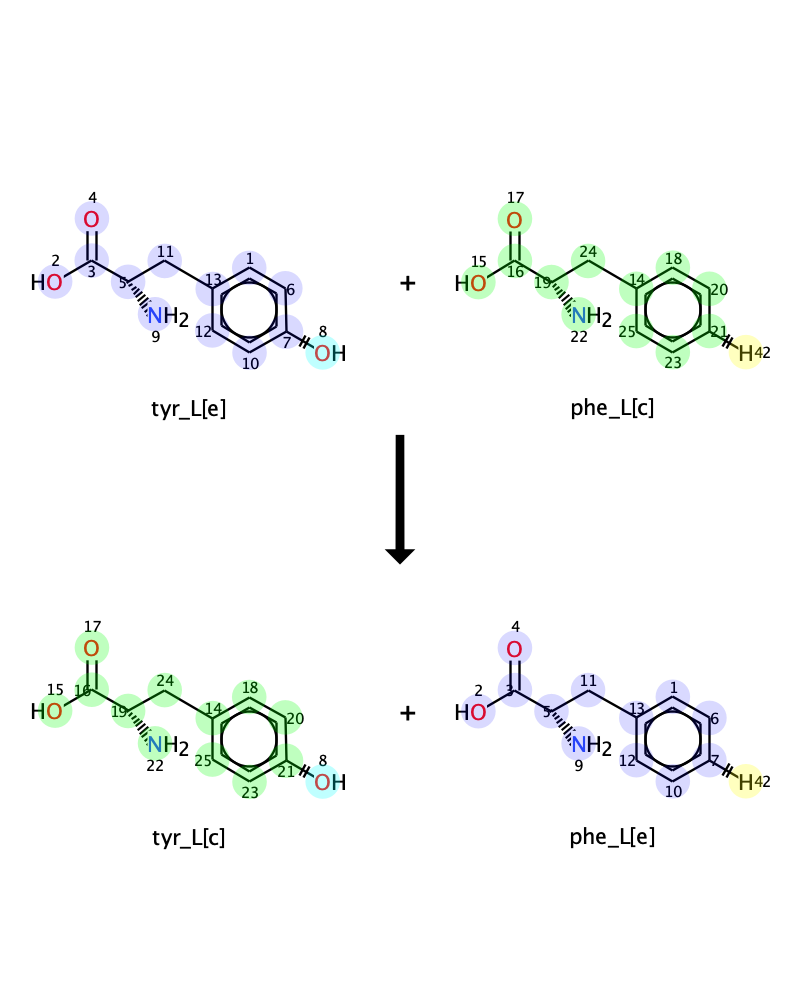 4 17
2 HO O 3 5 11 13 1 6 7 8 OH 10 12 NH2 9 + 15 HO O 16 19 24 14 18 20 21 H 42 23 25 NH2 22
tyr_L[e] phe_L[c]
17 4
15 HO O 16 19 24 14 18 20 21 8 OH 23 25 NH2 22 + 2 HO O 3 5 11 13 1 6 7 H 42 10 12 NH2 9
tyr_L[c] phe_L[e]